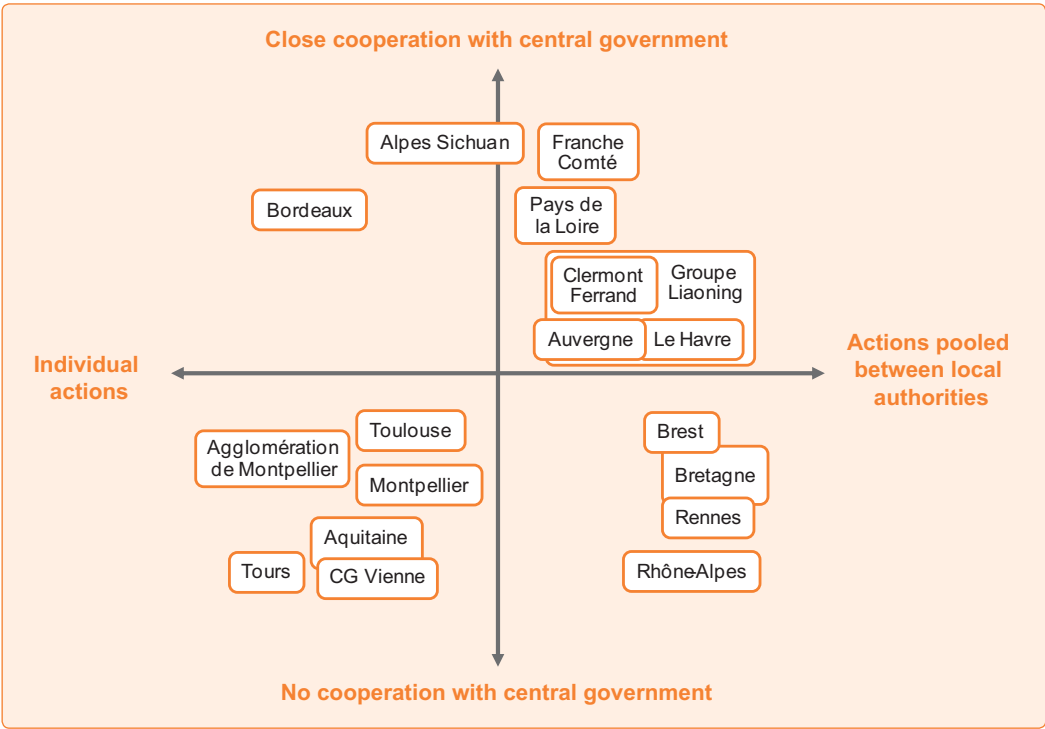 Close cooperation with central government
Alpes Sichuan
Franche
Comté
Bordeaux
Pays de
la Loire
Clermont
Ferrand
Groupe
Liaoning
Auvergne
Le Havre
Individual
actions
Actions pooled
between local
authorities
Toulouse
Agglomération
de Montpellier
Montpellier
Brest
Bretagne
Rennes
Aquitaine
Tours
CG Vienne
Rhône-Alpes
No cooperation with central government